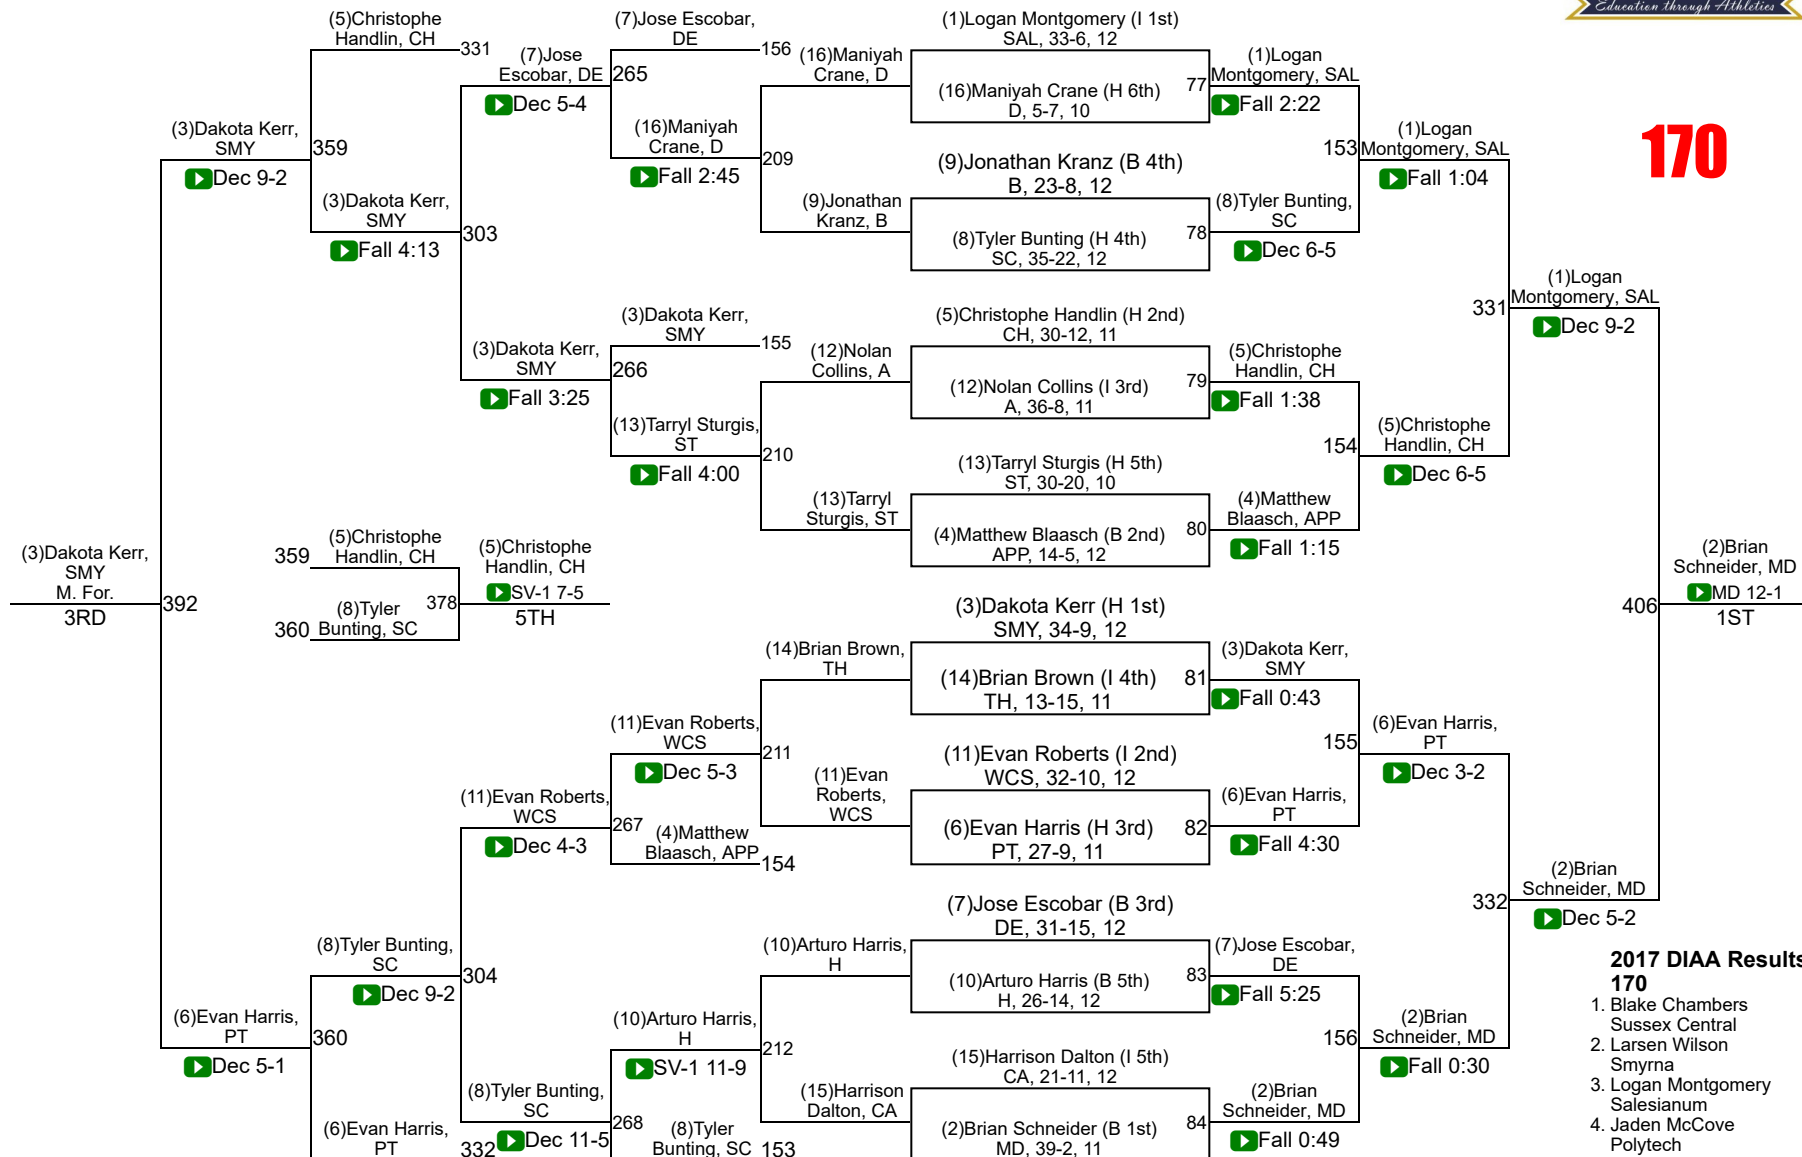 Education through Athletics
170
(5)Christophe
Handlin, CH
331
(3)Dakota Kerr,
SMY
Dec 9-2
359
(3)Dakota Kerr,
SMY
Fall 4:13
(7)Jose
Escobar, DE
Dec 5-4
303
(3)Dakota Kerr,
SMY
Fall 3:25
(7)Jose Escobar,
DE
156
265
(16)Maniyah
Crane, D
Fall 2:45
(3)Dakota Kerr,
SMY
155
266
(13)Tarryl Sturgis,
ST
Fall 4:00
(16)Maniyah
Crane, D
209
(9)Jonathan
Kranz, B
(12)Nolan
Collins, A
210
(13)Tarryl
Sturgis, ST
(1)Logan Montgomery (I 1st)
SAL, 33-6, 12
(16)Maniyah Crane (H 6th)
D, 5-7, 10
77
(9)Jonathan Kranz (B 4th)
B, 23-8, 12
(8)Tyler Bunting (H 4th)
SC, 35-22, 12
78
(5)Christophe Handlin (H 2nd)
CH, 30-12, 11
(12)Nolan Collins (I 3rd)
A, 36-8, 11
79
(13)Tarryl Sturgis (H 5th)
ST, 30-20, 10
(4)Matthew Blaasch (B 2nd)
APP, 14-5, 12
80
(1)Logan
Montgomery, SAL
Fall 2:22
153
(8)Tyler Bunting,
SC
Dec 6-5
(5)Christophe
Handlin, CH
Fall 1:38
154
(4)Matthew
Blaasch, APP
Fall 1:15
(1)Logan
Montgomery, SAL
Fall 1:04
331
(5)Christophe
Handlin, CH
Dec 6-5
(1)Logan
Montgomery, SAL
Dec 9-2
(3)Dakota Kerr,
SMY
M. For.
3RD
392
359
(5)Christophe
Handlin, CH
360
(8)Tyler
Bunting, SC
378
(5)Christophe
Handlin, CH
SV-1 7-5
5TH
406
(2)Brian
Schneider, MD
MD 12-1
1ST
(3)Dakota Kerr (H 1st)
SMY, 34-9, 12
(14)Brian Brown (I 4th)
TH, 13-15, 11
81
(11)Evan Roberts (I 2nd)
WCS, 32-10, 12
(6)Evan Harris (H 3rd)
PT, 27-9, 11
82
(7)Jose Escobar (B 3rd)
DE, 31-15, 12
(10)Arturo Harris (B 5th)
H, 26-14, 12
83
(15)Harrison Dalton (I 5th)
CA, 21-11, 12
(2)Brian Schneider (B 1st)
MD, 39-2, 11
84
(14)Brian Brown,
TH
211
(11)Evan
Roberts,
WCS
(10)Arturo Harris,
H
212
(15)Harrison
Dalton, CA
(11)Evan Roberts,
WCS
Dec 5-3
267
(4)Matthew
Blaasch, APP
154
(10)Arturo Harris,
H
SV-1 11-9
268
(8)Tyler
Bunting, SC
153
(11)Evan Roberts,
WCS
Dec 4-3
304
(8)Tyler Bunting,
SC
Dec 11-5
(8)Tyler Bunting,
SC
Dec 9-2
360
(6)Evan Harris,
PT
332
(6)Evan Harris,
PT
Dec 5-1
(3)Dakota Kerr,
SMY
Fall 0:43
155
(6)Evan Harris,
PT
Fall 4:30
(7)Jose Escobar,
DE
Fall 5:25
156
(2)Brian
Schneider, MD
Fall 0:49
(6)Evan Harris,
PT
Dec 3-2
332
(2)Brian
Schneider, MD
Fall 0:30
(2)Brian
Schneider, MD
Dec 5-2
2017 DIAA Results
170
1. Blake Chambers
Sussex Central
2. Larsen Wilson
Smyrna
3. Logan Montgomery
Salesianum
4. Jaden McCove
Polytech